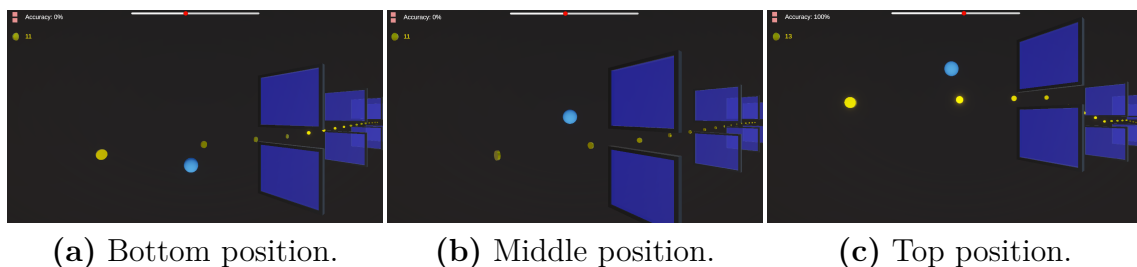 Accuracy: 0%
11
Accuracy: 0%
11
Accuracy: 100%
13
(a) Bottom position.
(b) Middle position.
(c) Top position.